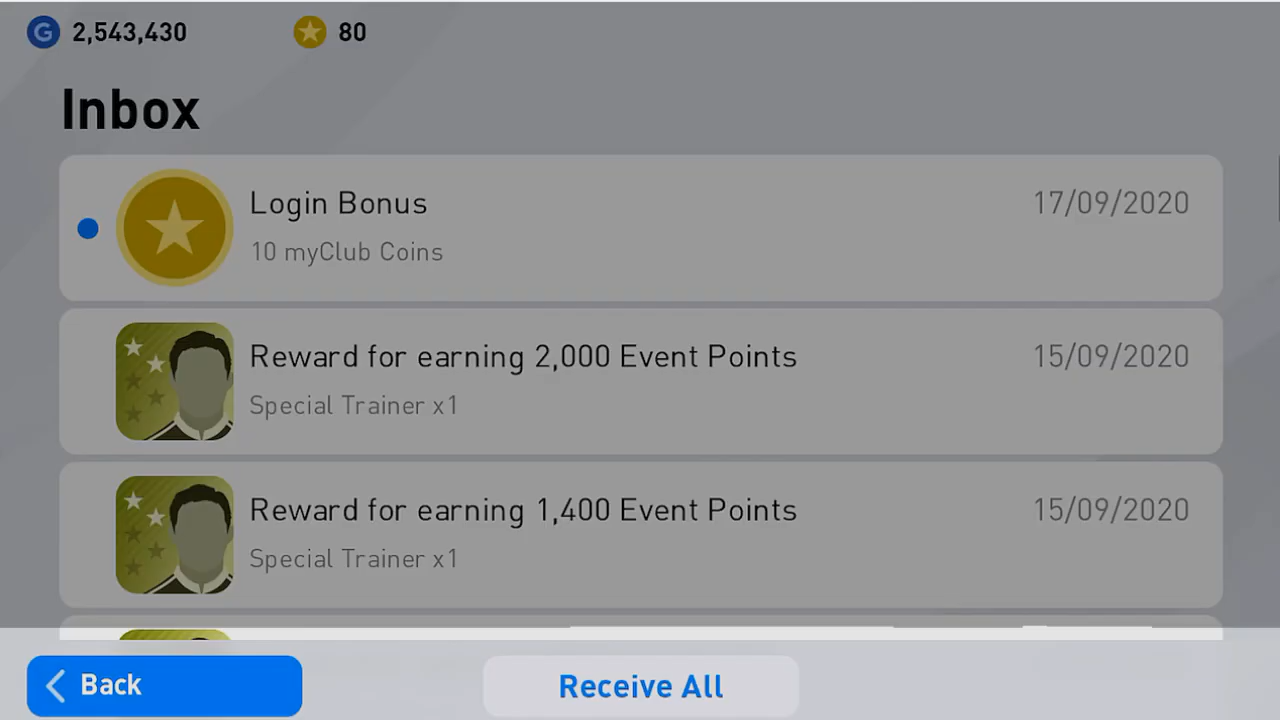 G 2,543,430 80
Inbox
Login Bonus 17/09/2020
10 myClub Coins
Reward for earning 2,000 Event Points 15/09/2020
Special Trainer x1
Reward for earning 1,400 Event Points 15/09/2020
Special Trainer x1
Back Receive All